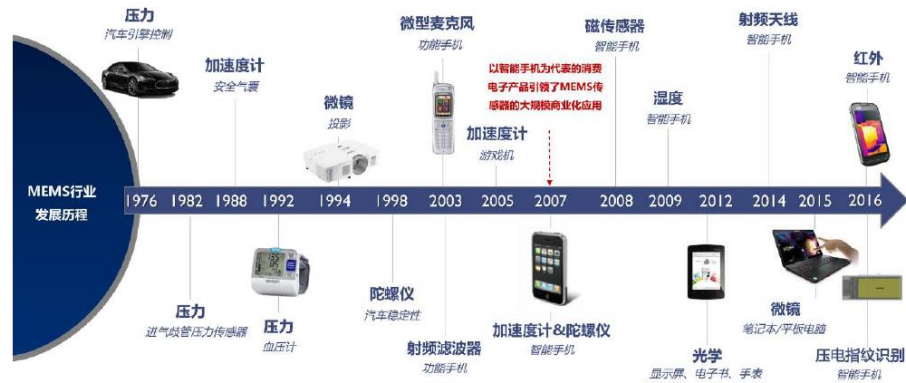 压力
汽车引擎控制
加速度计
安全气囊
微镜
投影
微型麦克风
功能手机
加速度计
游戏机
以智能手机为代表的消费
电子产品引领了MEMS传
感器的大规模商业化应用
磁传感器
智能手机
湿度
智能手机
射频天线
智能手机
红外
智能手机
MEMS行业
发展历程
1976 1982 1988 1992 1994 1998 2003 2005 2007 2008 2009 2012 2014 2015 2016
压力
进气歧管压力传感器
压力
血压计
陀螺仪
汽车稳定性
射频滤波器
功能手机
加速度计&陀螺仪
智能手机
光学
显示屏、电子书、手表
微镜
笔记本/平板电脑
压电指纹识别
智能手机